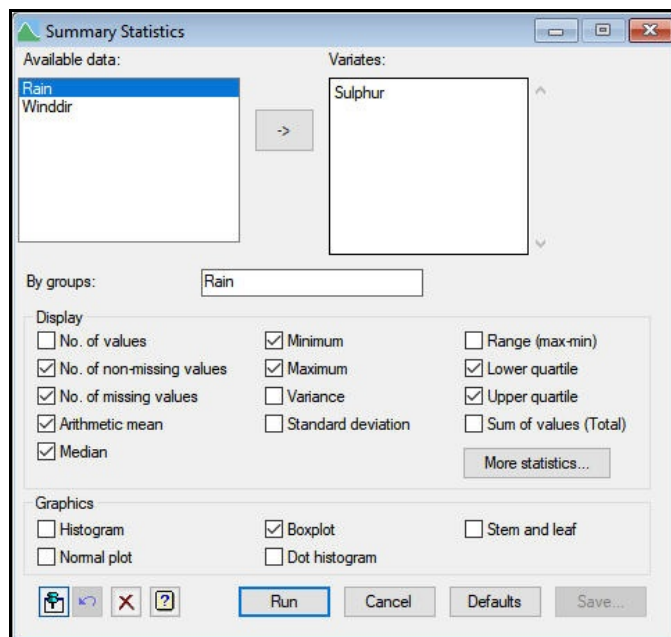 Summary Statistics
Available data:
Variates:
Rain
Winddir
Sulphur
->
By groups:
Rain
Display
No. of values
Minimum
Range (max-min)
No. of non-missing values
Maximum
Lower quartile
No. of missing values
Variance
Upper quartile
Arithmetic mean
Standard deviation
Sum of values (Total)
Median
More statistics...
Graphics
Histogram
Boxplot
Stem and leaf
Normal plot
Dot histogram
?
Run
Cancel
Defaults
Save...